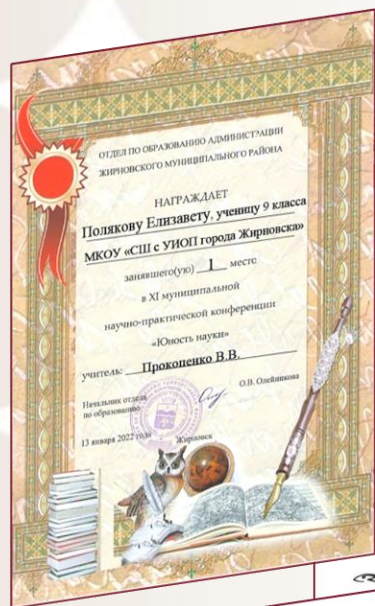 ОТДЕЛ ПО ОБРАЗОВАНИЮ АДМИНИСТРАЦИИ
ЖИРНОВСКОГО МУНИЦИПАЛЬНОГО РАЙОНА
НАГРАЖДАЕТ
Полякову Елизавету, ученицу 9 класса
МКОУ «СШ с УИОП города Жирновска»
занявшего(ую) 1 место
в XI муниципальной
научно-практической конференции
«Юность науки»
учитель: Прокопенко В.В.
Начальник отдела
по образованию
О.В. Олейникова
13 января 2022 года Жирновск